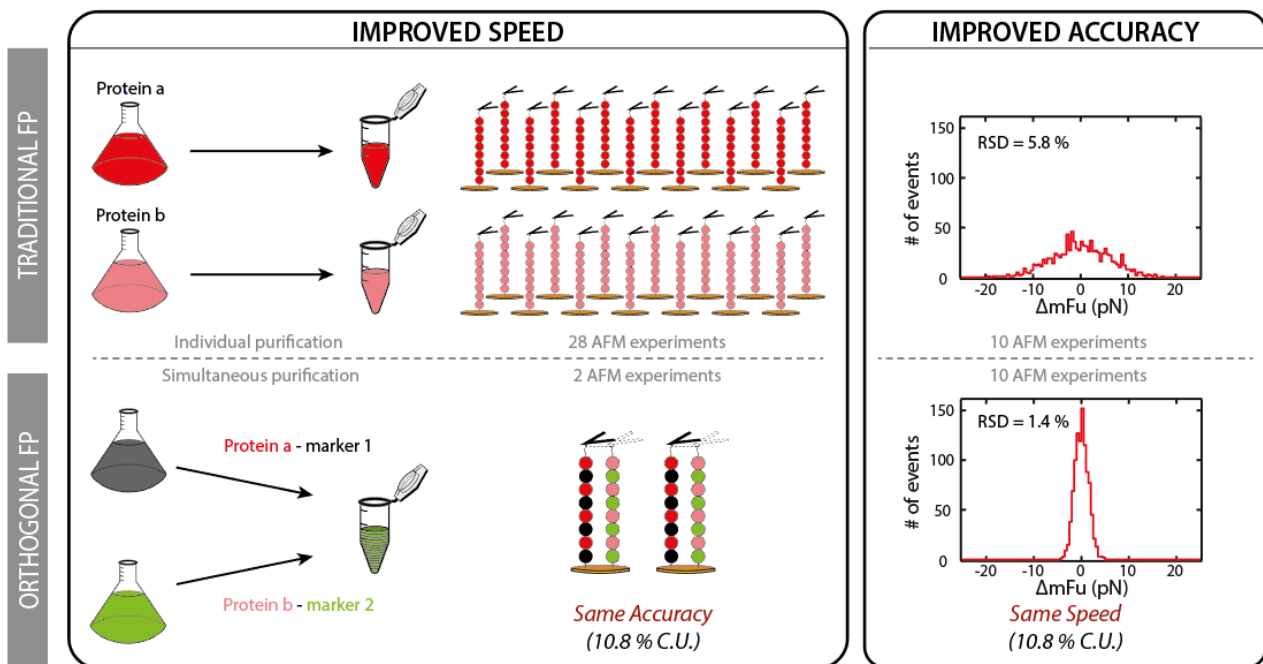 IMPROVED SPEED
IMPROVED ACCURACY
TRADITIONAL FP
Protein a
Protein b
Individual purification
28 AFM experiments
150
100
50
0
# of events
RSD = 5.8 %
-20
-10
0
10
20
ΔmFu (pN)
10 AFM experiments
ORTHOGONAL FP
Simultaneous purification
2 AFM experiments
Protein a - marker 1
Protein b - marker 2
Same Accuracy
(10.8 % C.U.)
10 AFM experiments
150
100
50
0
# of events
RSD = 1.4 %
-20
-10
0
10
20
ΔmFu (pN)
Same Speed
(10.8 % C.U.)